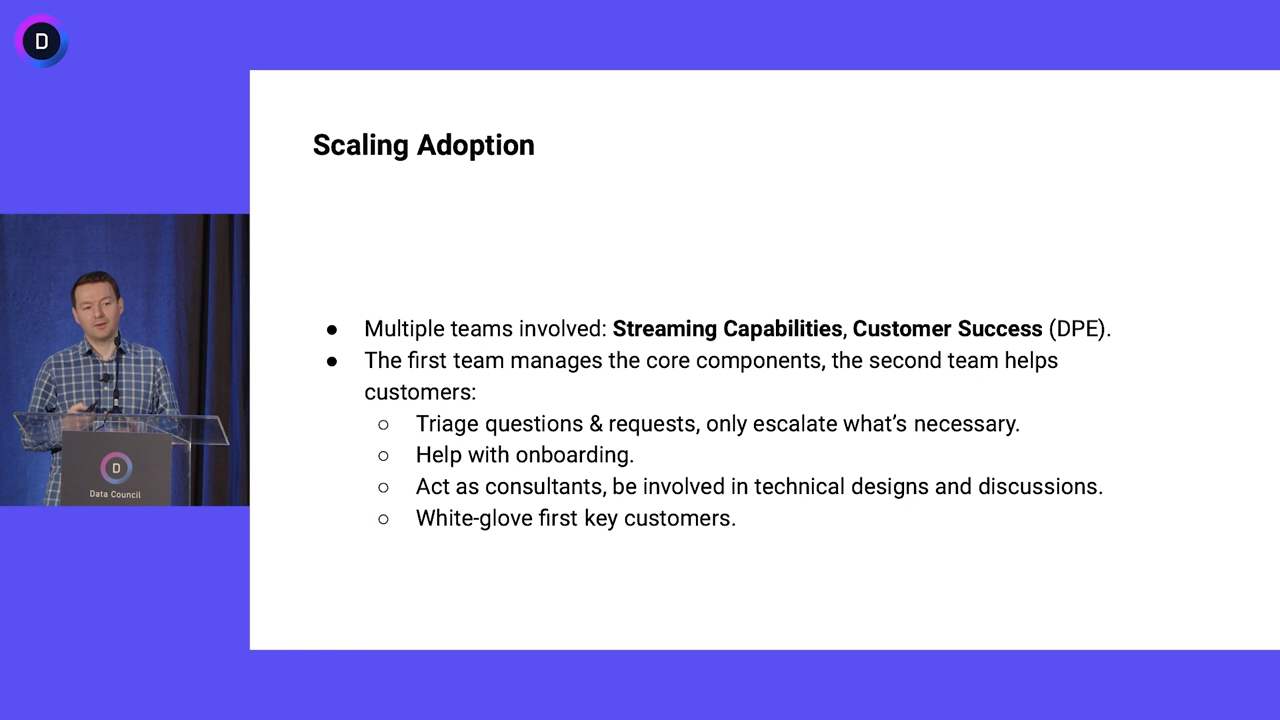 D
Scaling Adoption
● Multiple teams involved: Streaming Capabilities, Customer Success (DPE).
● The first team manages the core components, the second team helps
customers:
○ Triage questions & requests, only escalate what’s necessary.
○ Help with onboarding.
○ Act as consultants, be involved in technical designs and discussions.
○ White-glove first key customers.
D
Data Council